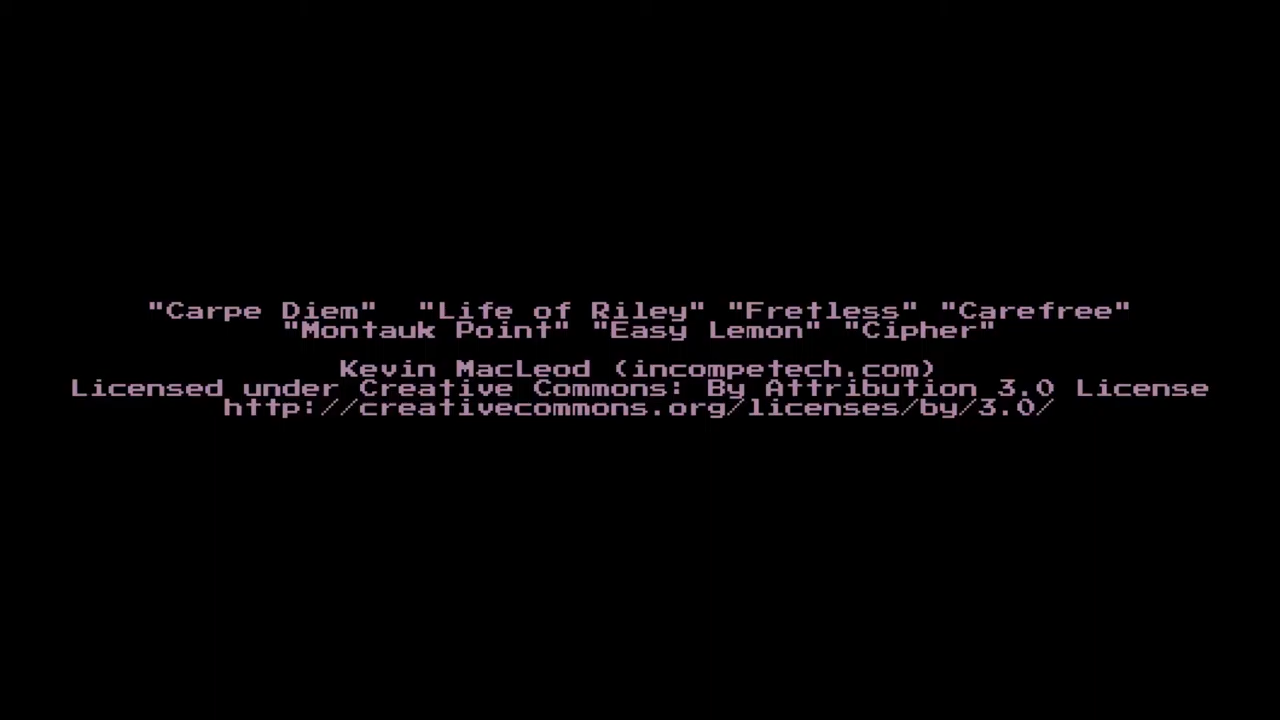 "Carpe Diem"  "Life of Riley" "Fretless" "Carefree"
"Montauk Point" "Easy Lemon" "Cipher"
Kevin MacLeod (incompetech.com)
Licensed under Creative Commons: By Attribution 3.0 License
http://creativecommons.org/licenses/by/3.0/